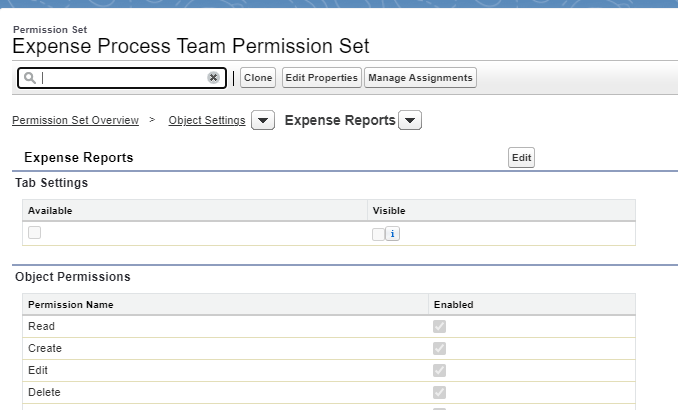 Permission Set
Expense Process Team Permission Set
Clone Edit Properties Manage Assignments
Permission Set Overview > Object Settings Expense Reports
Expense Reports Edit
Tab Settings
Available Visible
i
Object Permissions
Permission Name Enabled
Read
Create
Edit
Delete